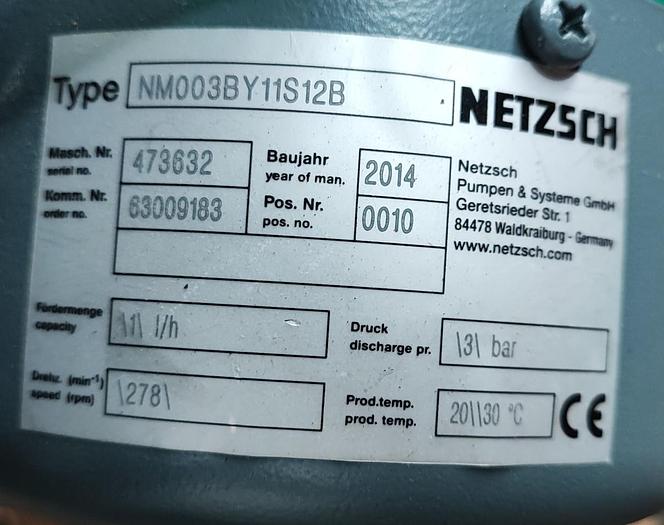 Type NM003BY11S12B NETZSCH
Masch. Nr. 473632 Baujahr 2014
serial no. year of man.
Komm. Nr. 63009183 Pos. Nr. 0010
order no. pos. no.
Netzsch
Pumpen & Systeme GmbH
Geretsrieder Str. 1
84478 Waldkraiburg - Germany
www.netzsch.com
Fördermenge \1\ l/h Druck \3\ bar
capacity discharge pr.
Drehz. (min-1) \278\ Prod.temp. 20\\30 °C CE
speed (rpm) prod. temp.